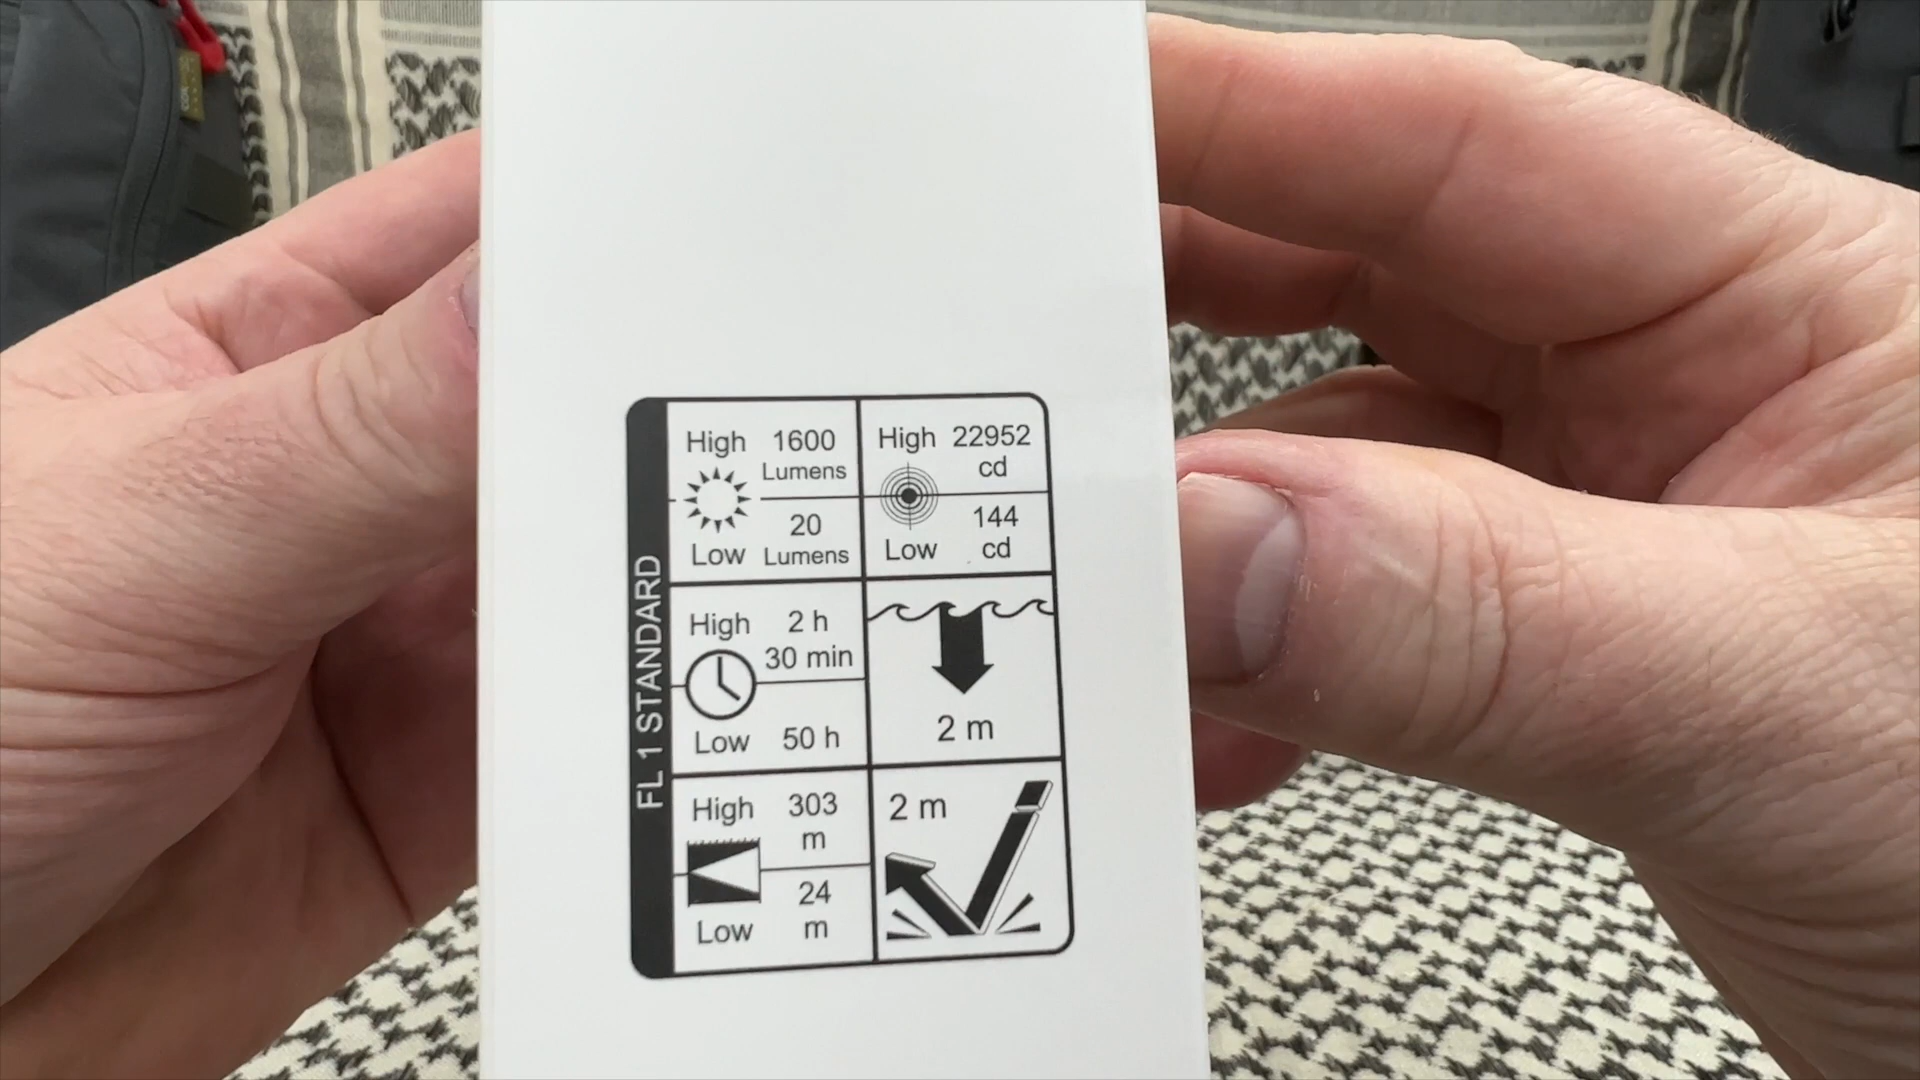 FL 1 STANDARD
High 1600
Lumens
20
Low Lumens
High 22952
cd
144
Low cd
High 2 h
30 min
Low 50 h
2 m
High 303
m
24
Low m
2 m